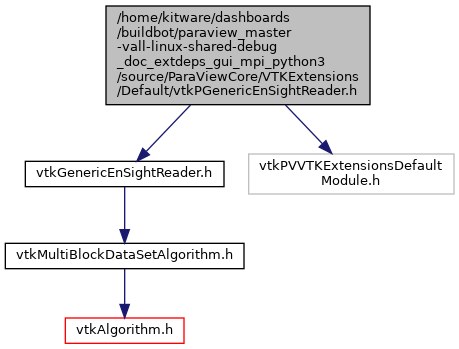 /home/kitware/dashboards
/buildbot/paraview_master
-vall-linux-shared-debug
_doc_extdeps_gui_mpi_python3
/source/ParaViewCore/VTKExtensions
/Default/vtkPGenericEnSightReader.h
vtkGenericEnSightReader.h
vtkPVVTKExtensionsDefault
Module.h
vtkMultiBlockDataSetAlgorithm.h
vtkAlgorithm.h